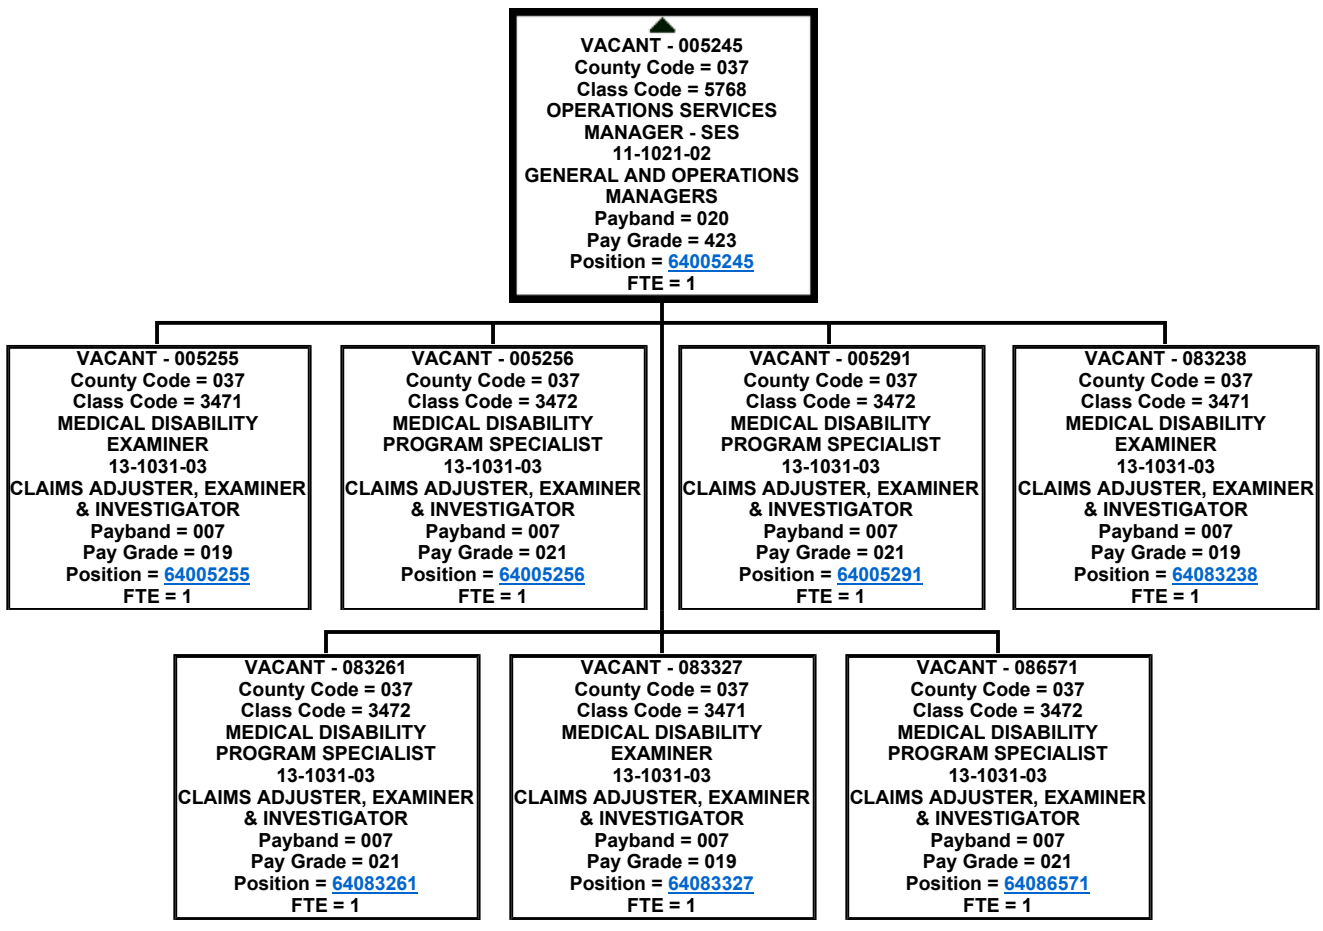 VACANT - 005245
County Code = 037
Class Code = 5768
OPERATIONS SERVICES
MANAGER - SES
11-1021-02
GENERAL AND OPERATIONS
MANAGERS
Payband = 020
Pay Grade = 423
Position = 64005245
FTE = 1
VACANT - 005255
County Code = 037
Class Code = 3471
MEDICAL DISABILITY
EXAMINER
13-1031-03
CLAIMS ADJUSTER, EXAMINER
& INVESTIGATOR
Payband = 007
Pay Grade = 019
Position = 64005255
FTE = 1
VACANT - 005256
County Code = 037
Class Code = 3472
MEDICAL DISABILITY
PROGRAM SPECIALIST
13-1031-03
CLAIMS ADJUSTER, EXAMINER
& INVESTIGATOR
Payband = 007
Pay Grade = 021
Position = 64005256
FTE = 1
VACANT - 005291
County Code = 037
Class Code = 3472
MEDICAL DISABILITY
PROGRAM SPECIALIST
13-1031-03
CLAIMS ADJUSTER, EXAMINER
& INVESTIGATOR
Payband = 007
Pay Grade = 021
Position = 64005291
FTE = 1
VACANT - 083238
County Code = 037
Class Code = 3471
MEDICAL DISABILITY
EXAMINER
13-1031-03
CLAIMS ADJUSTER, EXAMINER
& INVESTIGATOR
Payband = 007
Pay Grade = 019
Position = 64083238
FTE = 1
VACANT - 083261
County Code = 037
Class Code = 3472
MEDICAL DISABILITY
PROGRAM SPECIALIST
13-1031-03
CLAIMS ADJUSTER, EXAMINER
& INVESTIGATOR
Payband = 007
Pay Grade = 021
Position = 64083261
FTE = 1
VACANT - 083327
County Code = 037
Class Code = 3471
MEDICAL DISABILITY
EXAMINER
13-1031-03
CLAIMS ADJUSTER, EXAMINER
& INVESTIGATOR
Payband = 007
Pay Grade = 019
Position = 64083327
FTE = 1
VACANT - 086571
County Code = 037
Class Code = 3472
MEDICAL DISABILITY
PROGRAM SPECIALIST
13-1031-03
CLAIMS ADJUSTER, EXAMINER
& INVESTIGATOR
Payband = 007
Pay Grade = 021
Position = 64086571
FTE = 1